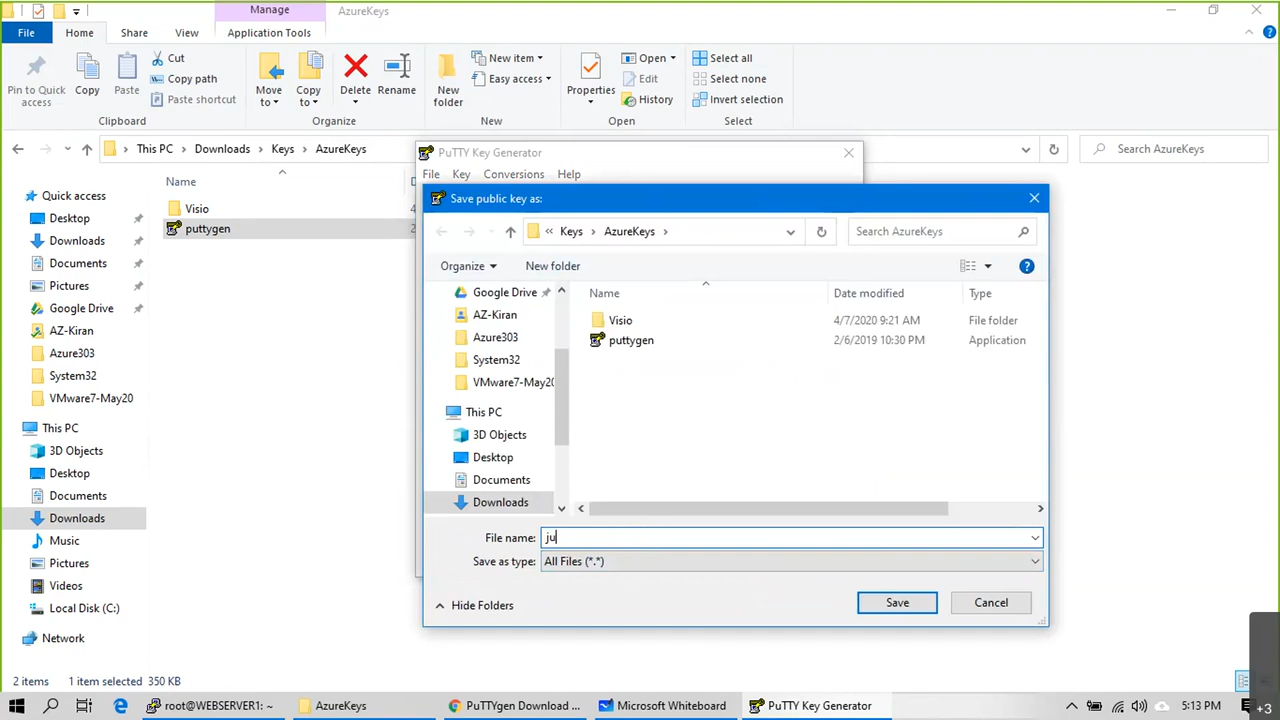 Manage
AzureKeys
File
Home
Share
View
Application Tools
Pin to Quick access
Copy
Paste
Cut
Copy path
Paste shortcut
Clipboard
Move to
Copy to
Delete
Rename
Organize
New folder
New item
Easy access
New
Properties
Open
Edit
History
Open
Select all
Select none
Invert selection
Select
This PC
Downloads
Keys
AzureKeys
Search AzureKeys
Quick access
Desktop
Downloads
Documents
Pictures
Google Drive
AZ-Kiran
Azure303
System32
VMware7-May20
This PC
3D Objects
Desktop
Documents
Downloads
Music
Pictures
Videos
Local Disk (C:)
Network
Name
Visio
puttygen
PuTTY Key Generator
File
Key
Conversions
Help
Save public key as:
Keys
AzureKeys
Search AzureKeys
Organize
New folder
Google Drive
AZ-Kiran
Azure303
System32
VMware7-May20
This PC
3D Objects
Desktop
Documents
Downloads
Name
Date modified
Type
Visio
4/7/2020 9:21 AM
File folder
puttygen
2/6/2019 10:30 PM
Application
File name:
ju
Save as type:
All Files (*.*)
Hide Folders
Save
Cancel
2 items
1 item selected 350 KB
root@WEBSERVER1: ~
AzureKeys
PuTTYgen Download ...
Microsoft Whiteboard
PuTTY Key Generator
5:13 PM
+3